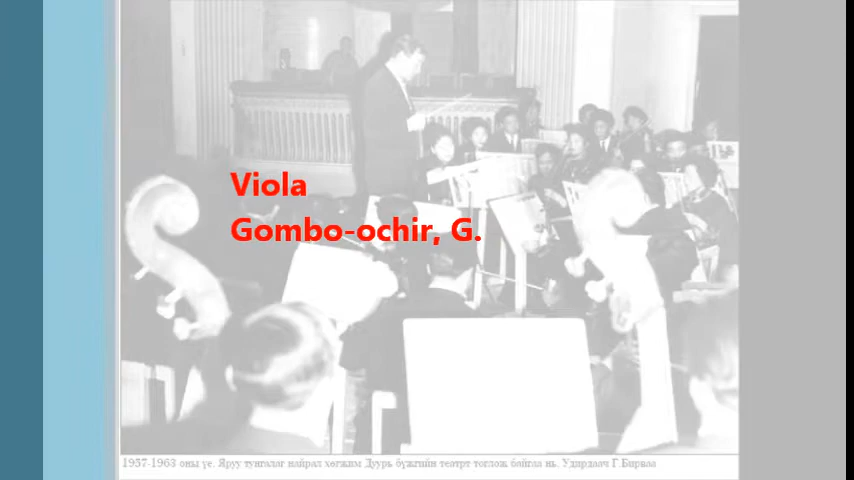 Viola
Gombo-ochir, G.
1957-1963 оны үе. Яруу тунгалаг найрал хөгжим Дуурь бүжгийн театрт тоглож байгаа нь. Удирдаач Г.Бирваа